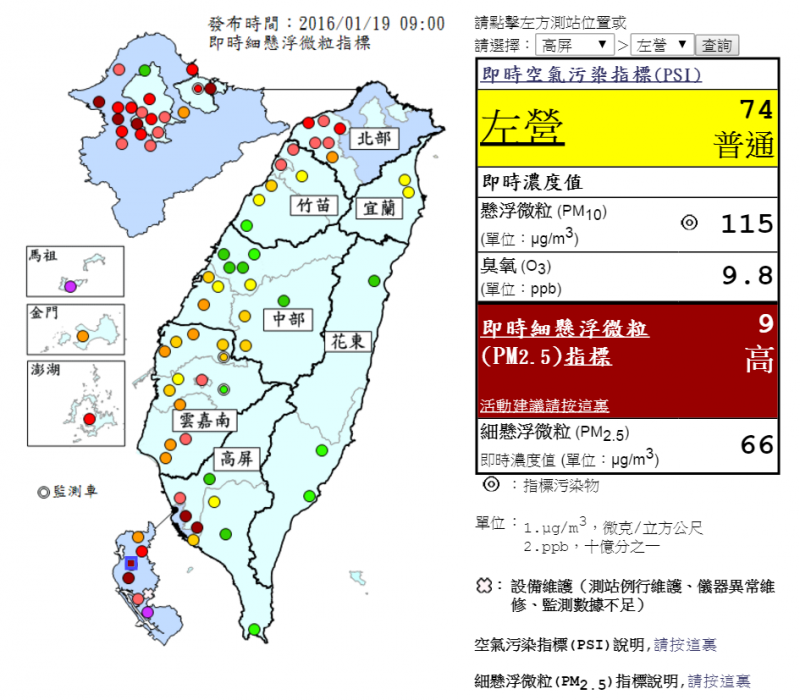 發布時間：2016/01/19 09:00
即時細懸浮微粒指標
北部
竹苗
宜蘭
馬祖
金門
中部
花東
澎湖
雲嘉南
高屏
◎監測車
請點擊左方測站位置或
請選擇：高屏 ▼ > 左營 ▼ 查詢
即時空氣污染指標(PSI)
左營
74
普通
即時濃度值
懸浮微粒 (PM10)
(單位：μg/m3)
◎ 115
臭氧 (O3)
(單位：ppb)
9.8
即時細懸浮微粒
(PM2.5)指標
9
高
活動建議請按這裏
細懸浮微粒 (PM2.5)
即時濃度值 (單位：μg/m3)
66
◎：指標污染物
單位：1.μg/m3，微克/立方公尺
2.ppb，十億分之一
：設備維護（測站例行維護、儀器異常維
修、監測數據不足）
空氣污染指標(PSI)說明,請按這裏
細懸浮微粒(PM2.5)指標說明,請按這裏